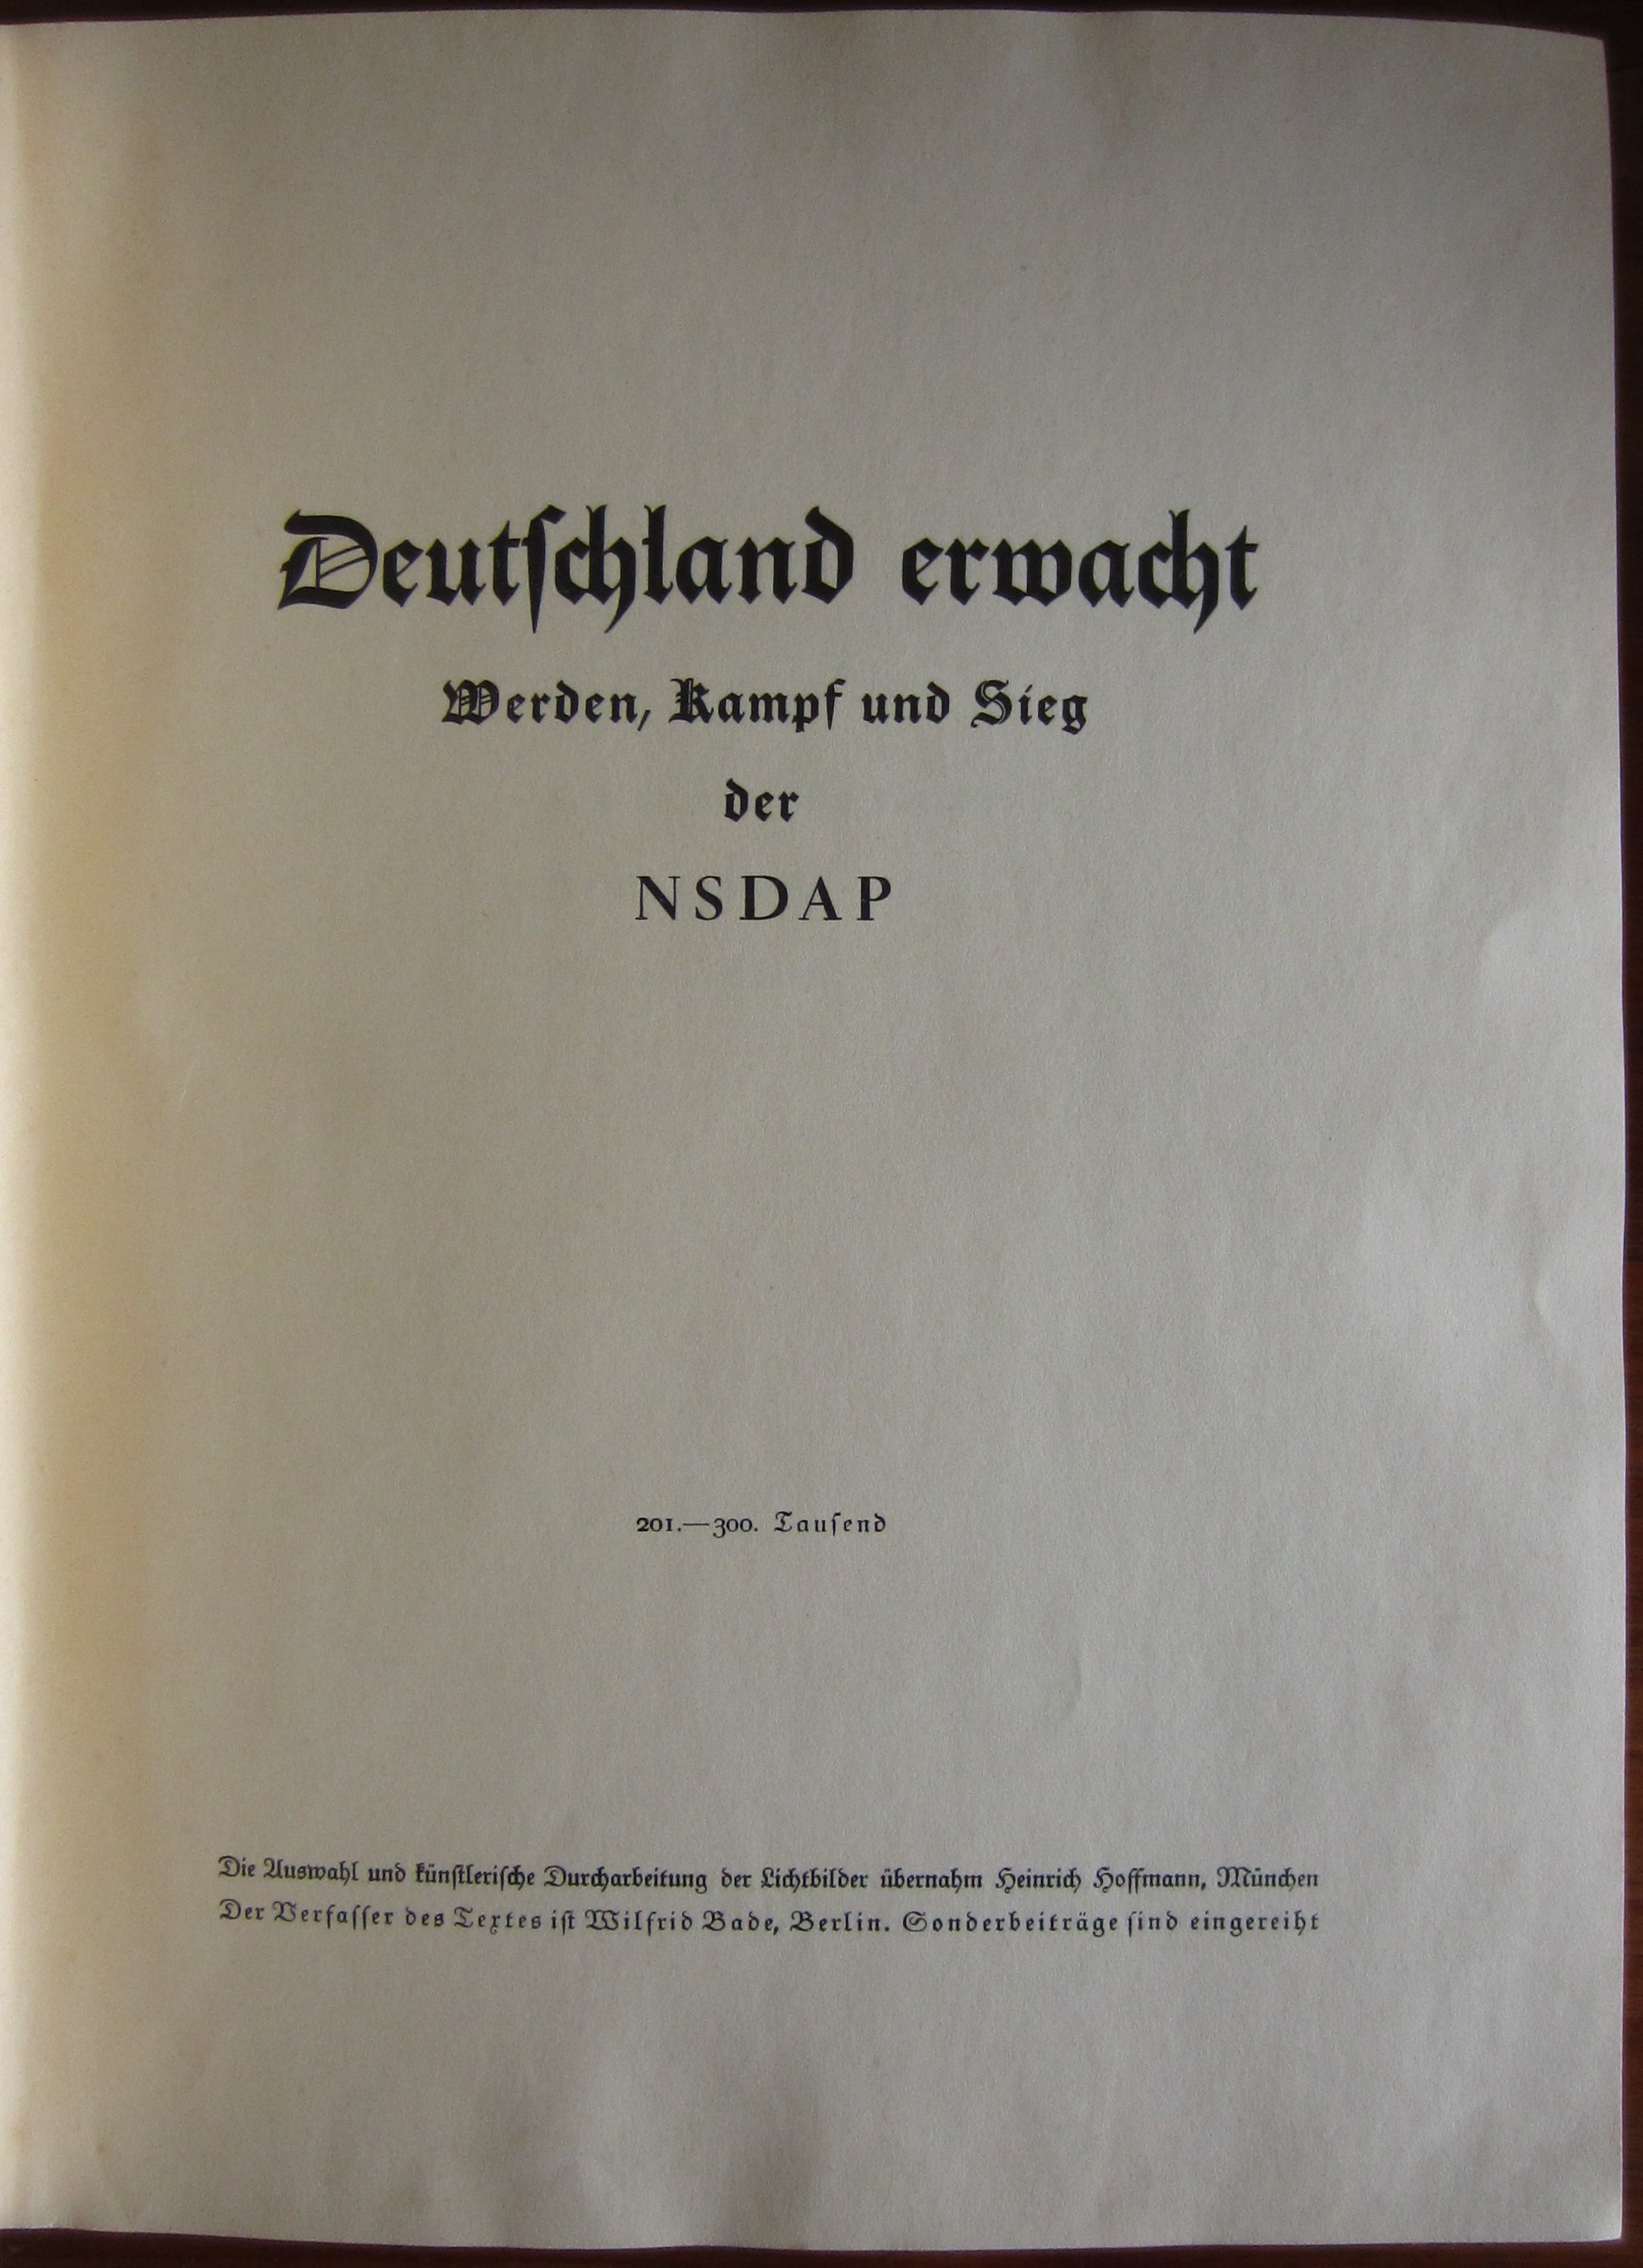 Deutſchland erwacht
Werden, Kampf und Sieg
der
NSDAP
201.—300. Tauſend
Die Auswahl und künſtleriſche Durcharbeitung der Lichtbilder übernahm Heinrich Hoffmann, München
Der Verfaſſer des Textes iſt Wilfrid Bade, Berlin. Sonderbeiträge ſind eingereiht